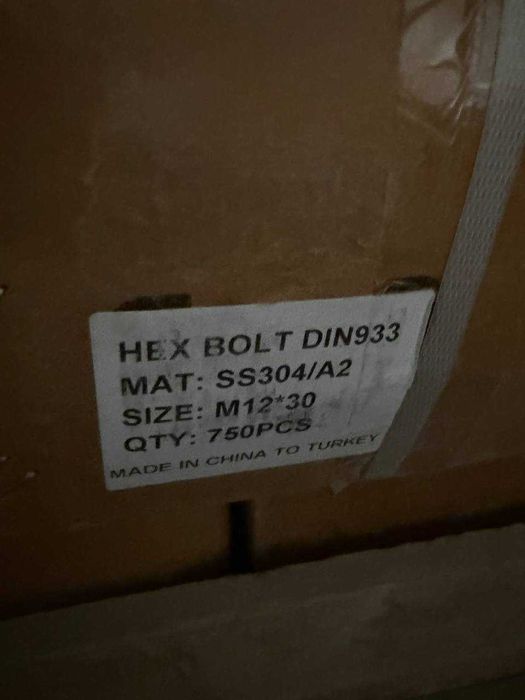 HEX BOLT DIN933
MAT: SS304/A2
SIZE: M12*30
QTY: 750PCS
MADE IN CHINA TO TURKEY